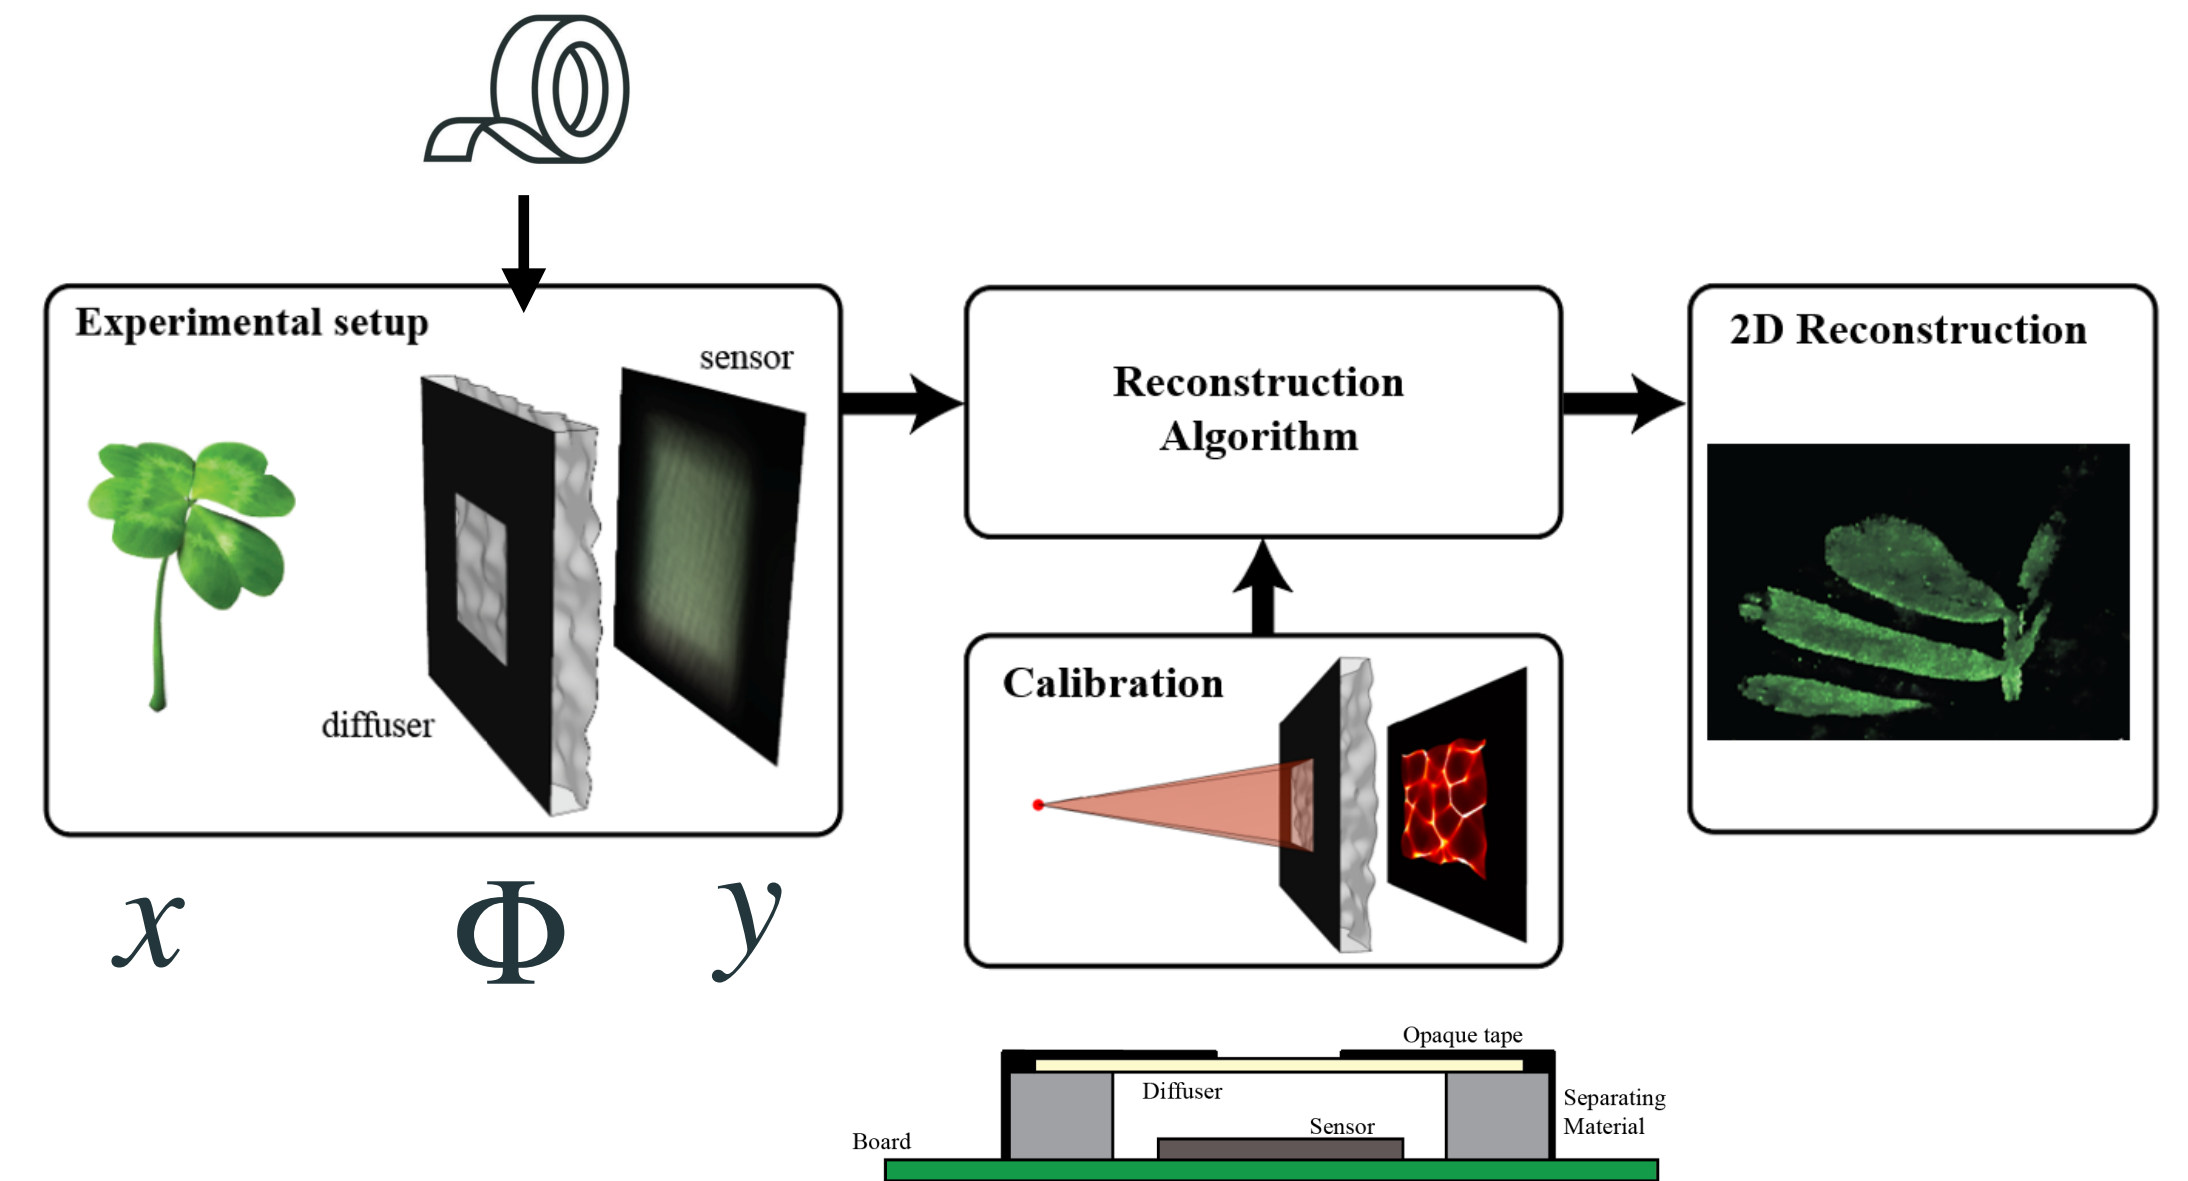 Experimental setup
sensor
diffuser
x Φ y
Reconstruction
Algorithm
Calibration
2D Reconstruction
Opaque tape
Diffuser
Separating
Material
Sensor
Board